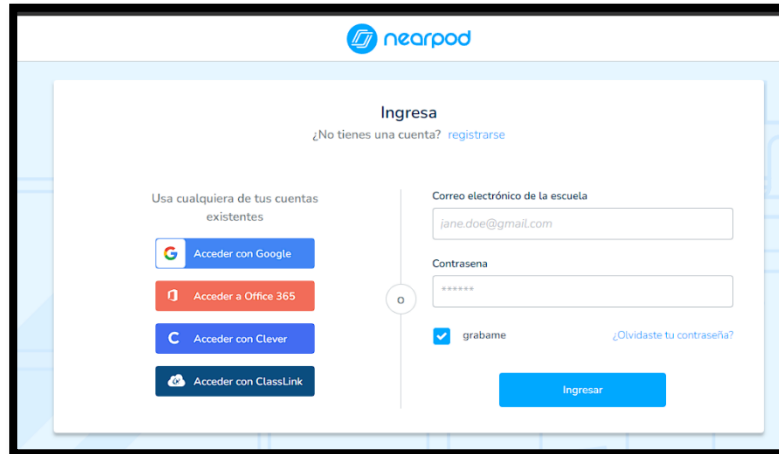 nearpod
Ingresa
¿No tienes una cuenta? registrarse
Usa cualquiera de tus cuentas
existentes
G Acceder con Google
Acceder a Office 365
C Acceder con Clever
Acceder con ClassLink
o
Correo electrónico de la escuela
jane.doe@gmail.com
Contrasena
******
grabame
¿Olvidaste tu contraseña?
Ingresar